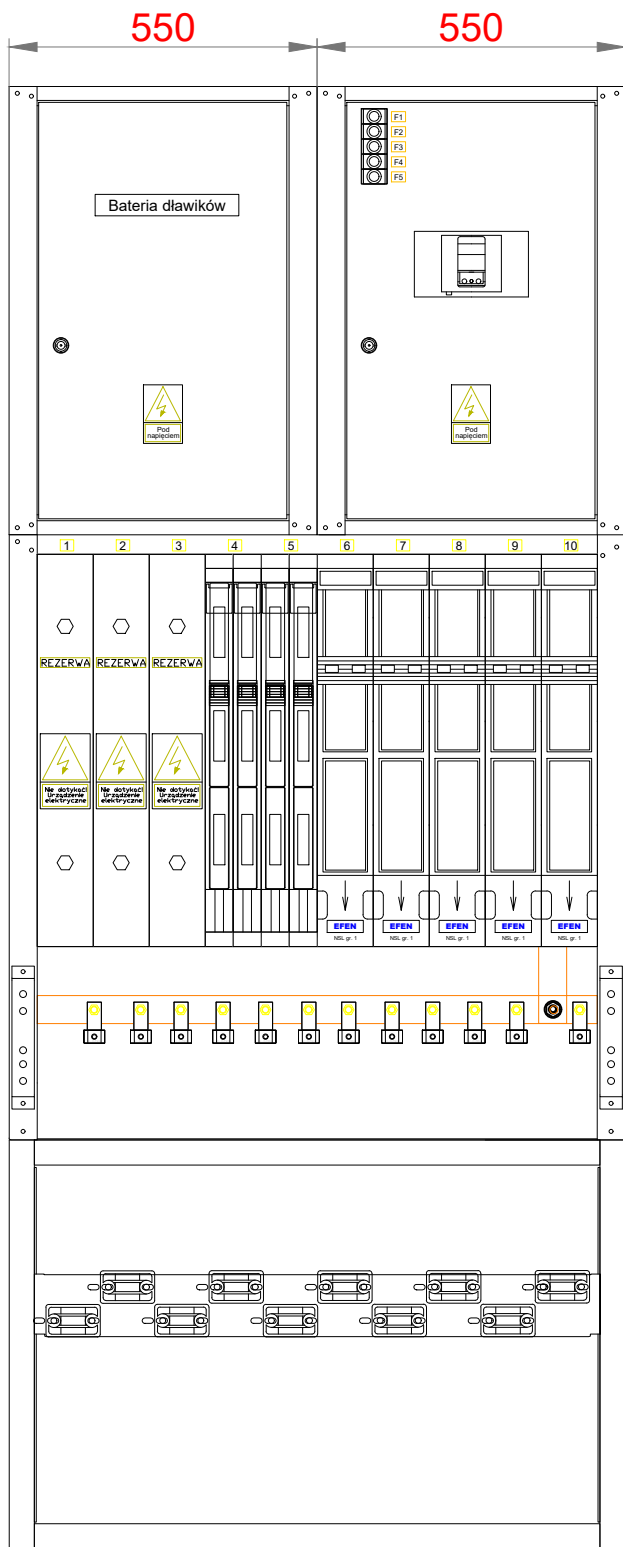 550 550
F1
F2
F3
F4
F5
Bateria dławików
Pod
napięciem
Pod
napięciem
1 2 3 4 5 6 7 8 9 10
REZERWA REZERWA REZERWA
Nie dotykać!
Urządzenie
elektryczne
Nie dotykać!
Urządzenie
elektryczne
Nie dotykać!
Urządzenie
elektryczne
EFEN EFEN EFEN EFEN EFEN
NSL gr. 1 NSL gr. 1 NSL gr. 1 NSL gr. 1 NSL gr. 1